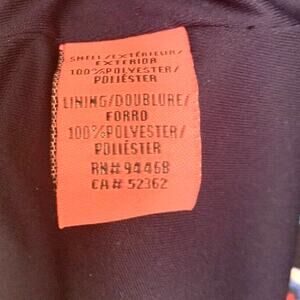 SHELL/EXTÉRIEUR/
EXTERIOR
100%POLYESTER/
POLIÉSTER
LINING/DOUBLURE/
FORRO
100%POLYESTER/
POLIÉSTER
RN# 94468
CA# 52362